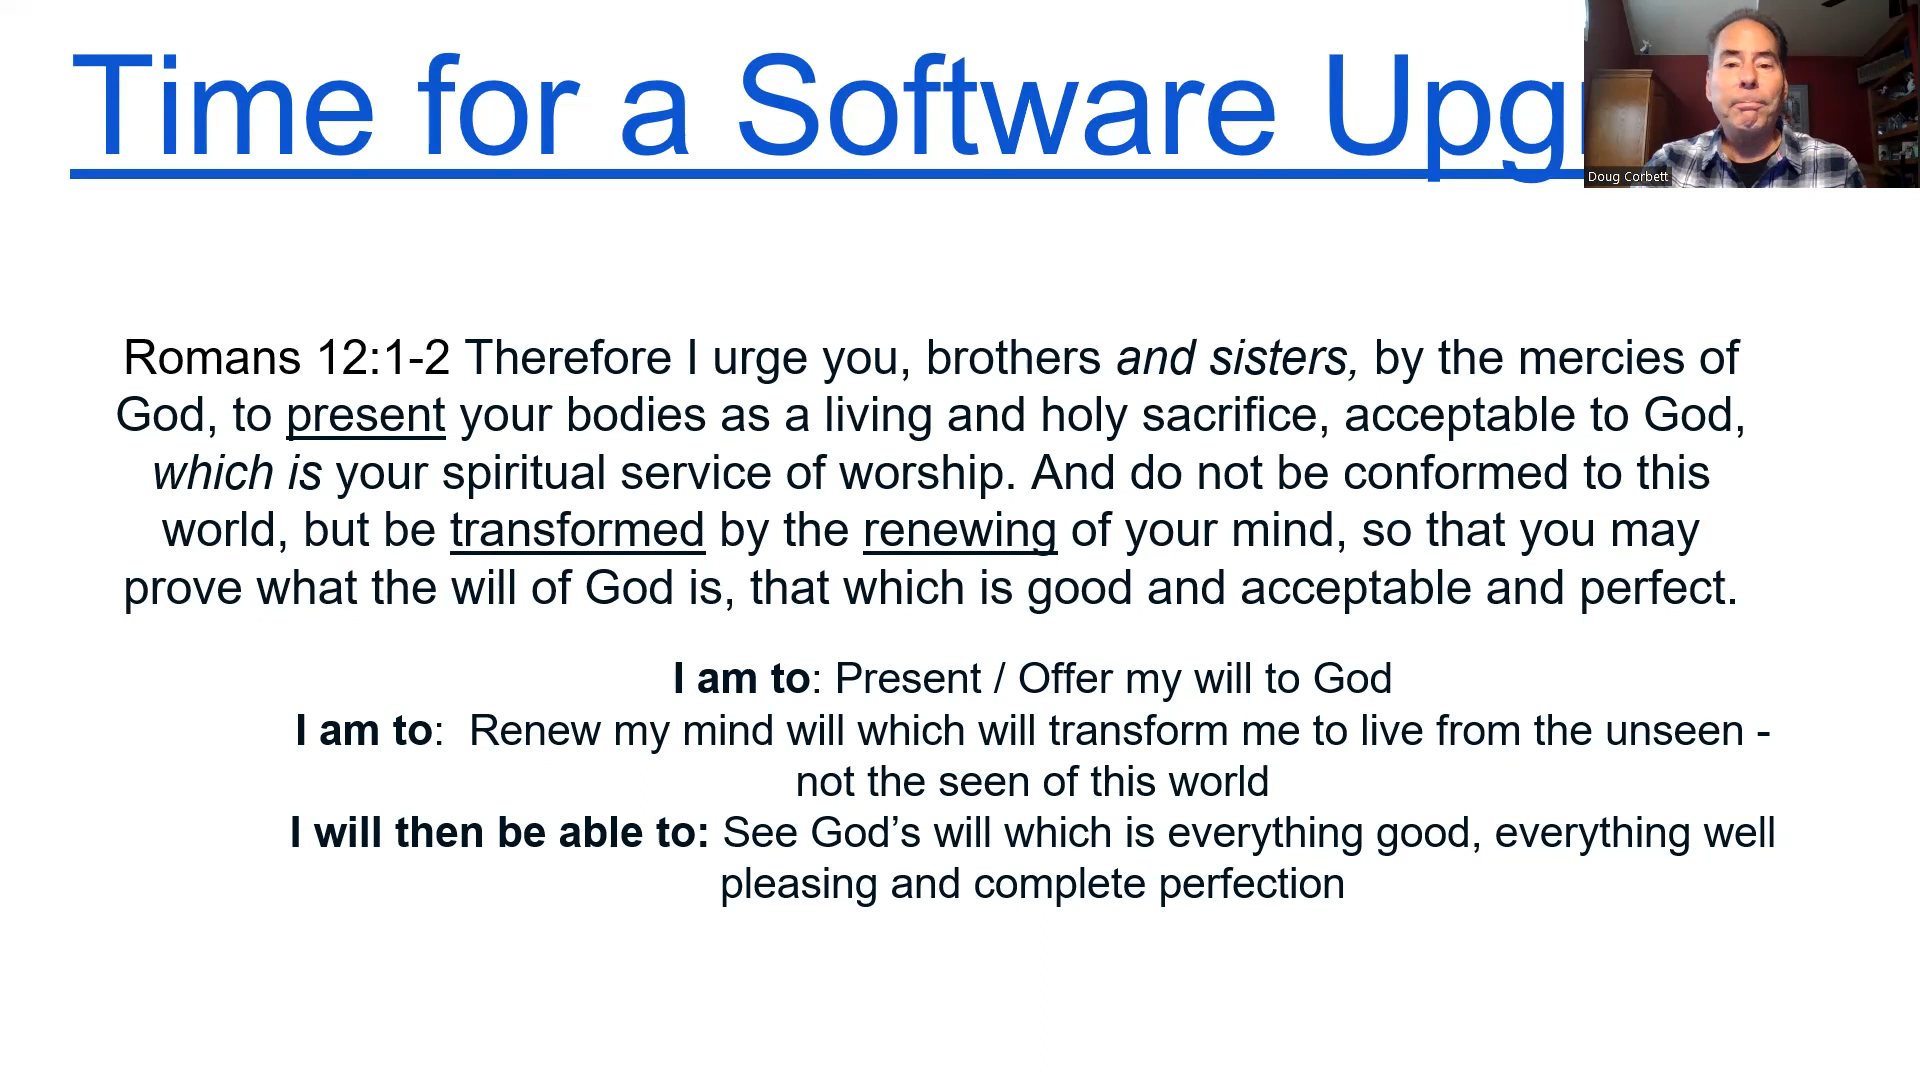 Time for a Software Upgr
Doug Corbett
Romans 12:1-2 Therefore I urge you, brothers and sisters, by the mercies of
God, to present your bodies as a living and holy sacrifice, acceptable to God,
which is your spiritual service of worship. And do not be conformed to this
world, but be transformed by the renewing of your mind, so that you may
prove what the will of God is, that which is good and acceptable and perfect.
I am to: Present / Offer my will to God
I am to:  Renew my mind will which will transform me to live from the unseen -
not the seen of this world
I will then be able to: See God’s will which is everything good, everything well
pleasing and complete perfection